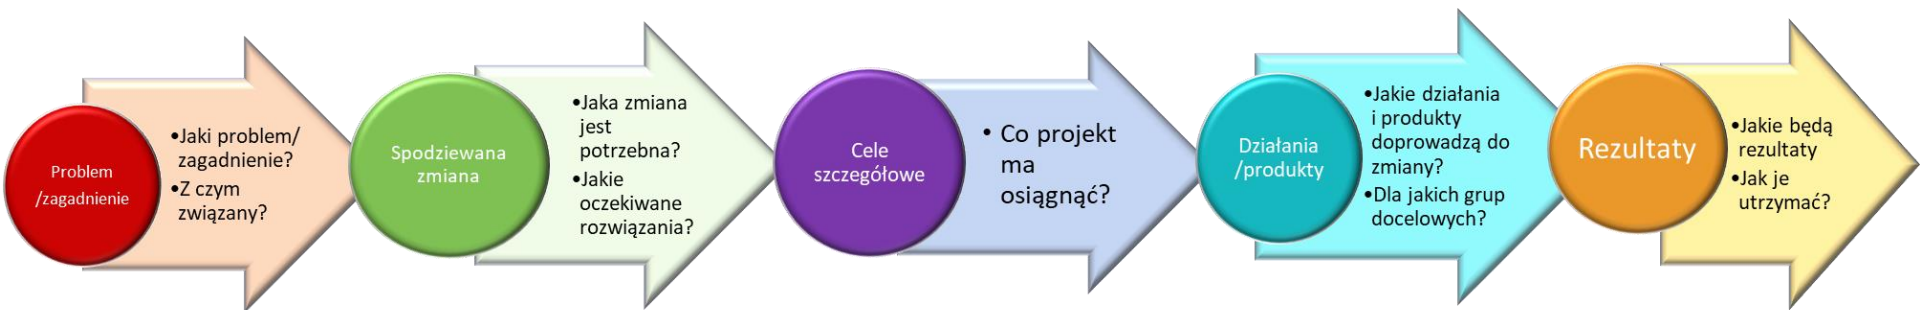 Problem
/zagadnienie
•Jaki problem/
zagadnienie?
•Z czym
związany?
Spodziewana
zmiana
•Jaka zmiana
jest
potrzebna?
•Jakie
oczekiwane
rozwiązania?
Cele
szczegółowe
• Co projekt
ma
osiągnąć?
Działania
/produkty
•Jakie działania
i produkty
doprowadzą do
zmiany?
•Dla jakich grup
docelowych?
Rezultaty
•Jakie będą
rezultaty
•Jak je
utrzymać?